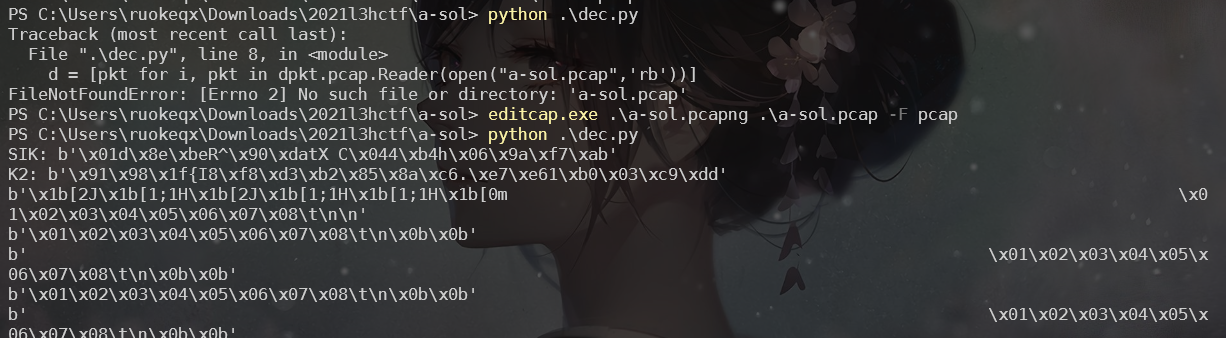 PS C:\Users\ruokeqx\Downloads\2021l3hctf\a-sol> python .\dec.py
Traceback (most recent call last):
  File ".\dec.py", line 8, in <module>
    d = [pkt for i, pkt in dpkt.pcap.Reader(open("a-sol.pcap",'rb'))]
FileNotFoundError: [Errno 2] No such file or directory: 'a-sol.pcap'
PS C:\Users\ruokeqx\Downloads\2021l3hctf\a-sol> editcap.exe .\a-sol.pcapng .\a-sol.pcap -F pcap
PS C:\Users\ruokeqx\Downloads\2021l3hctf\a-sol> python .\dec.py
SIK: b'\x01d\x8e\xbeR^\x90\xdatX C\x044\xb4h\x06\x9a\xf7\xab'
K2: b'\x91\x98\x1f{I8\xf8\xd3\xb2\x85\x8a\xc6.\xe7\xe61\xb0\x03\xc9\xdd'
b'\x1b[2J\x1b[1;1H\x1b[2J\x1b[1;1H\x1b[1;1H\x1b[0m \x0
1\x02\x03\x04\x05\x06\x07\x08\t\n\n'
b'\x01\x02\x03\x04\x05\x06\x07\x08\t\n\x0b\x0b'
b' \x01\x02\x03\x04\x05\x
06\x07\x08\t\n\x0b\x0b'
b'\x01\x02\x03\x04\x05\x06\x07\x08\t\n\x0b\x0b'
b' \x01\x02\x03\x04\x05\x
06\x07\x08\t\n\x0b\x0b'